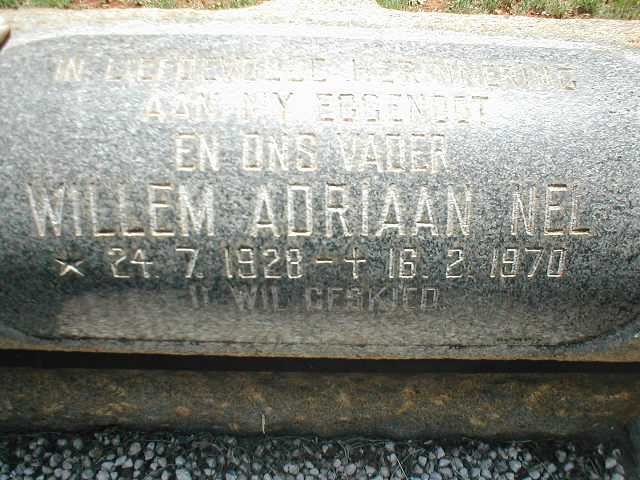 IN LIEFDEVOLLE HERINNERING
AAN MY EGGENOOT
EN ONS VADER
WILLEM ADRIAAN NEL
* 24. 7. 1928 - † 16. 2. 1970
U WIL GESKIED